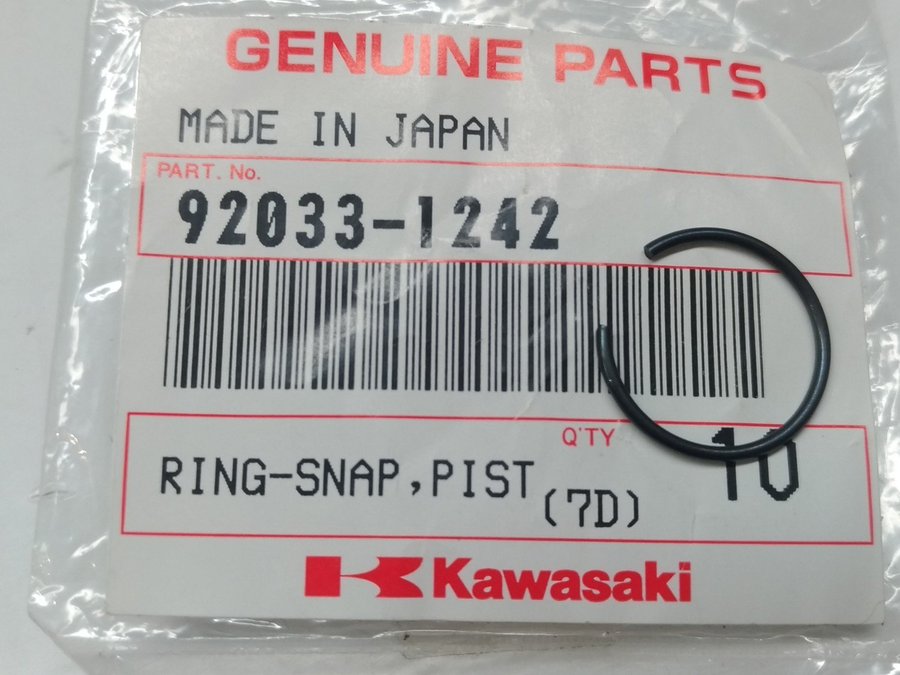 GENUINE PARTS
MADE IN JAPAN
PART. No.
92033-1242
Q'TY 10
RING-SNAP,PIST (7D)
Kawasaki